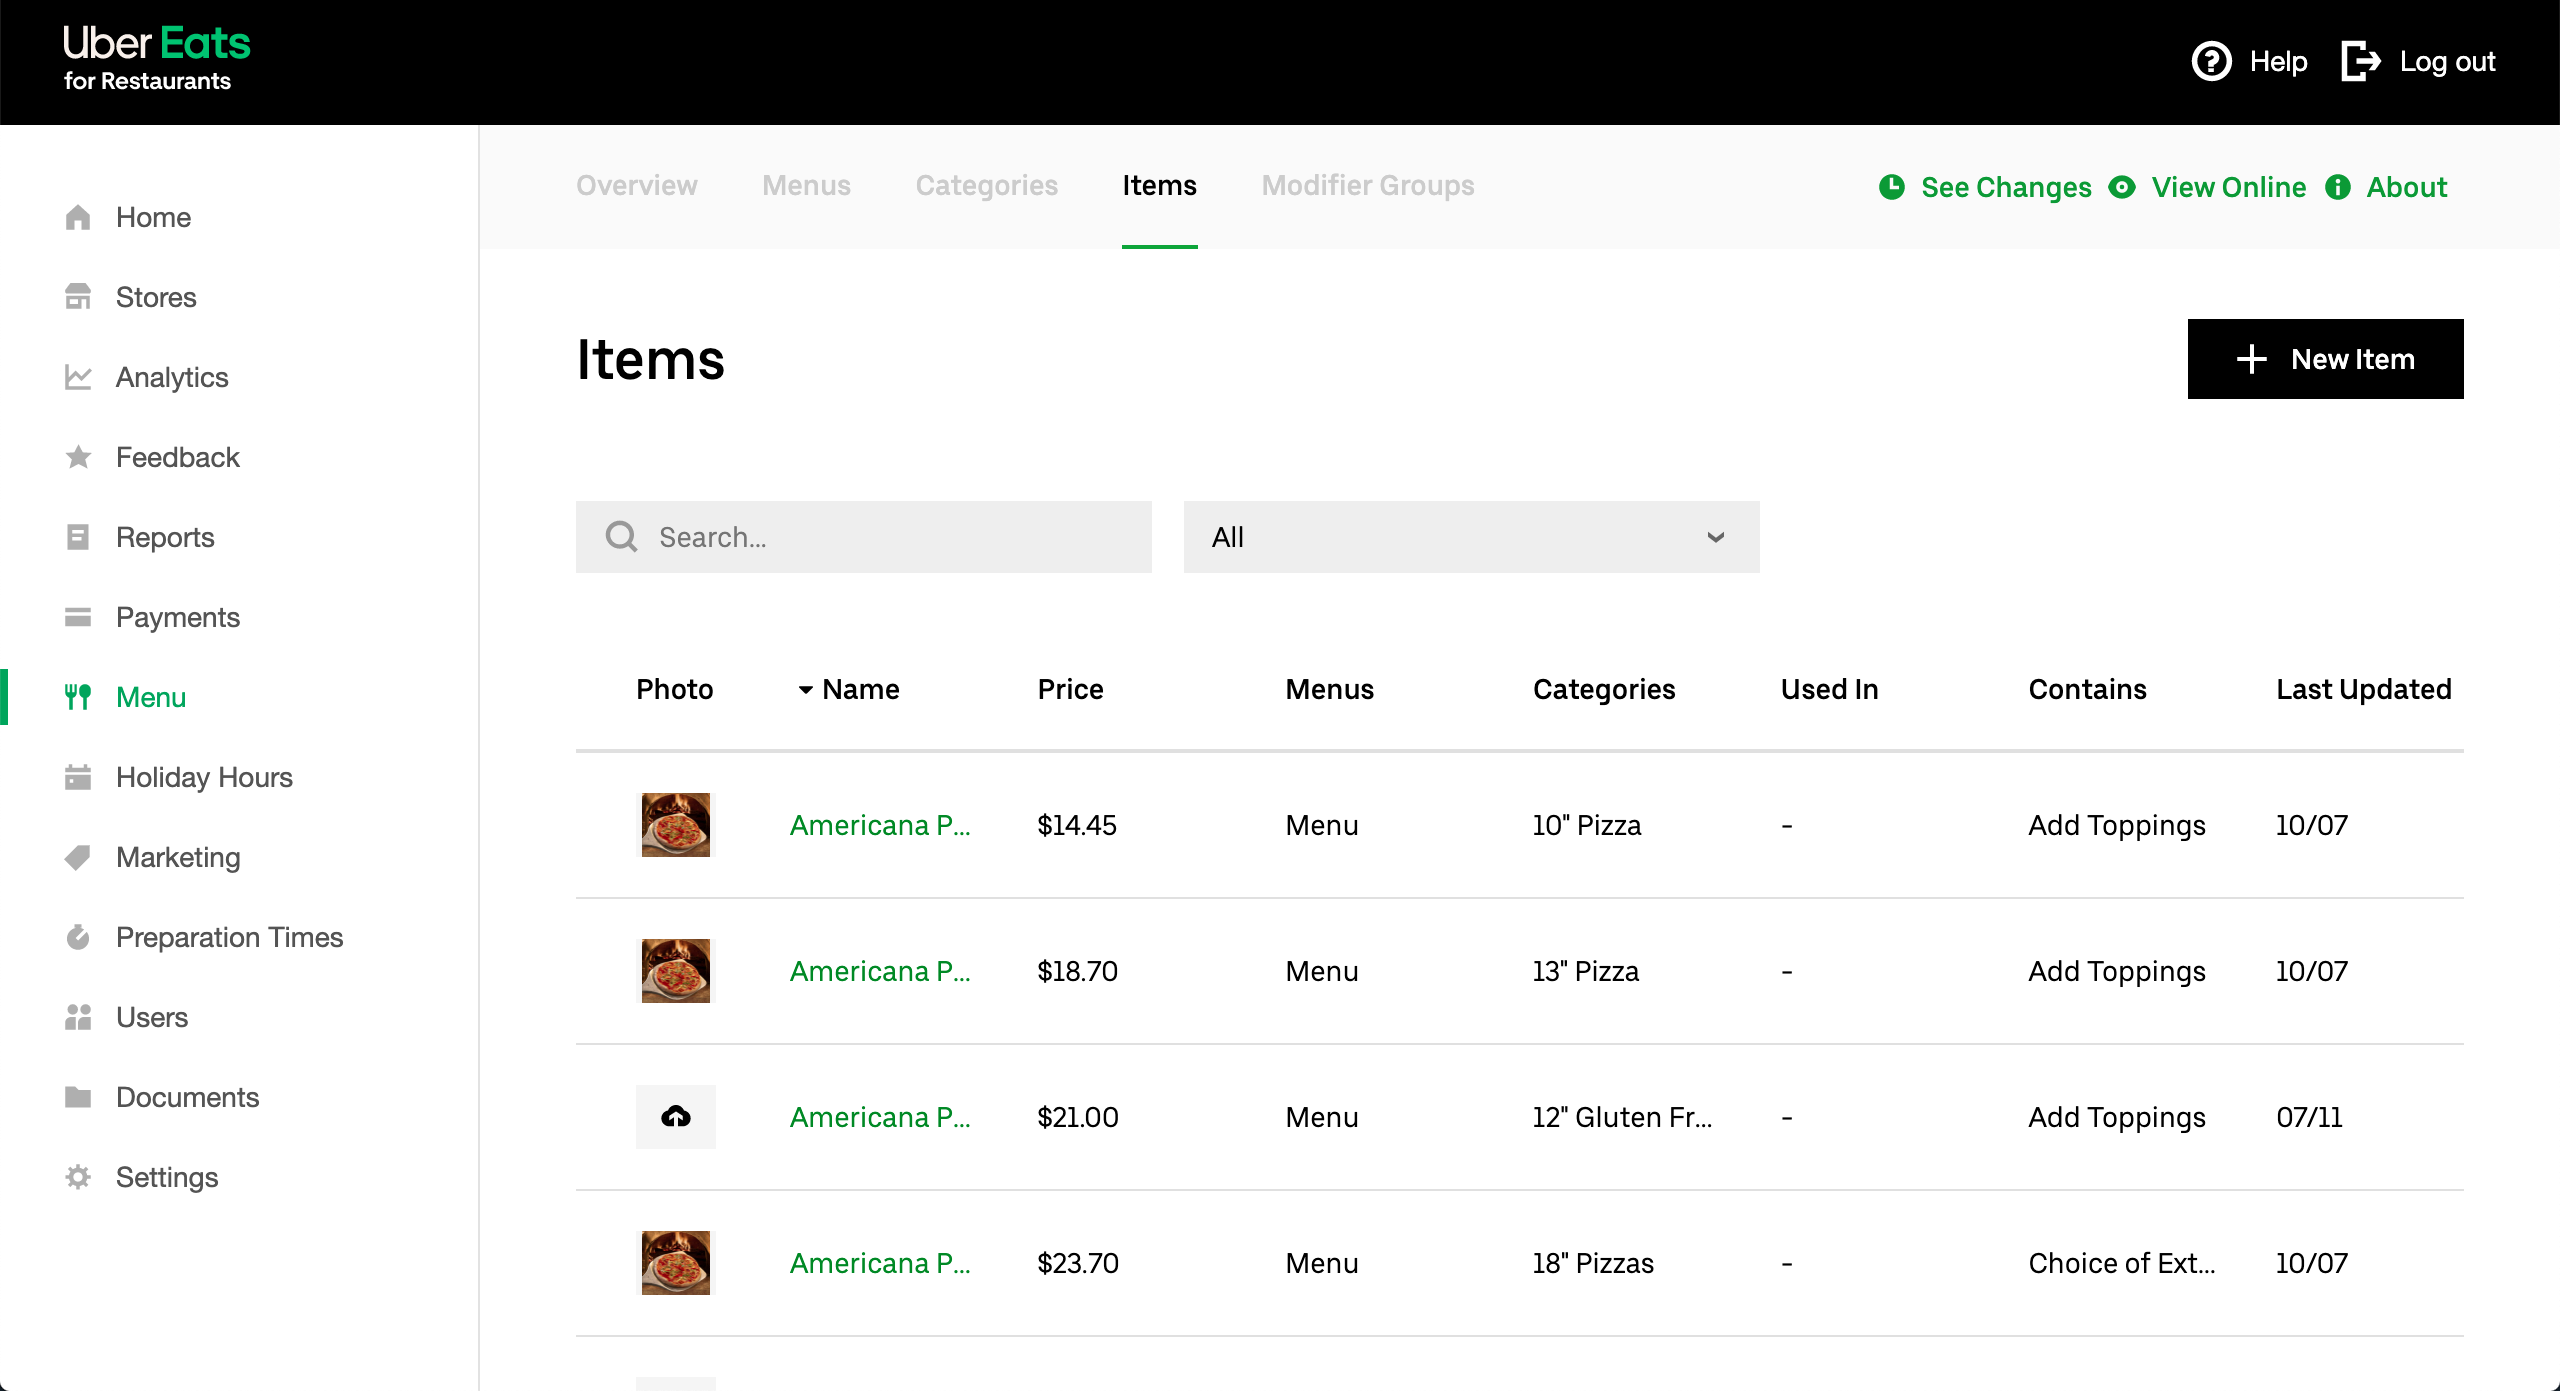 Uber Eats
for Restaurants
Help
Log out
Home
Stores
Analytics
Feedback
Reports
Payments
Menu
Holiday Hours
Marketing
Preparation Times
Users
Documents
Settings
Overview Menus Categories Items Modifier Groups
See Changes View Online About
Items
New Item
Search...
All
Photo Name Price Menus Categories Used In Contains Last Updated
Americana P... $14.45 Menu 10" Pizza - Add Toppings 10/07
Americana P... $18.70 Menu 13" Pizza - Add Toppings 10/07
Americana P... $21.00 Menu 12" Gluten Fr... - Add Toppings 07/11
Americana P... $23.70 Menu 18" Pizzas - Choice of Ext... 10/07